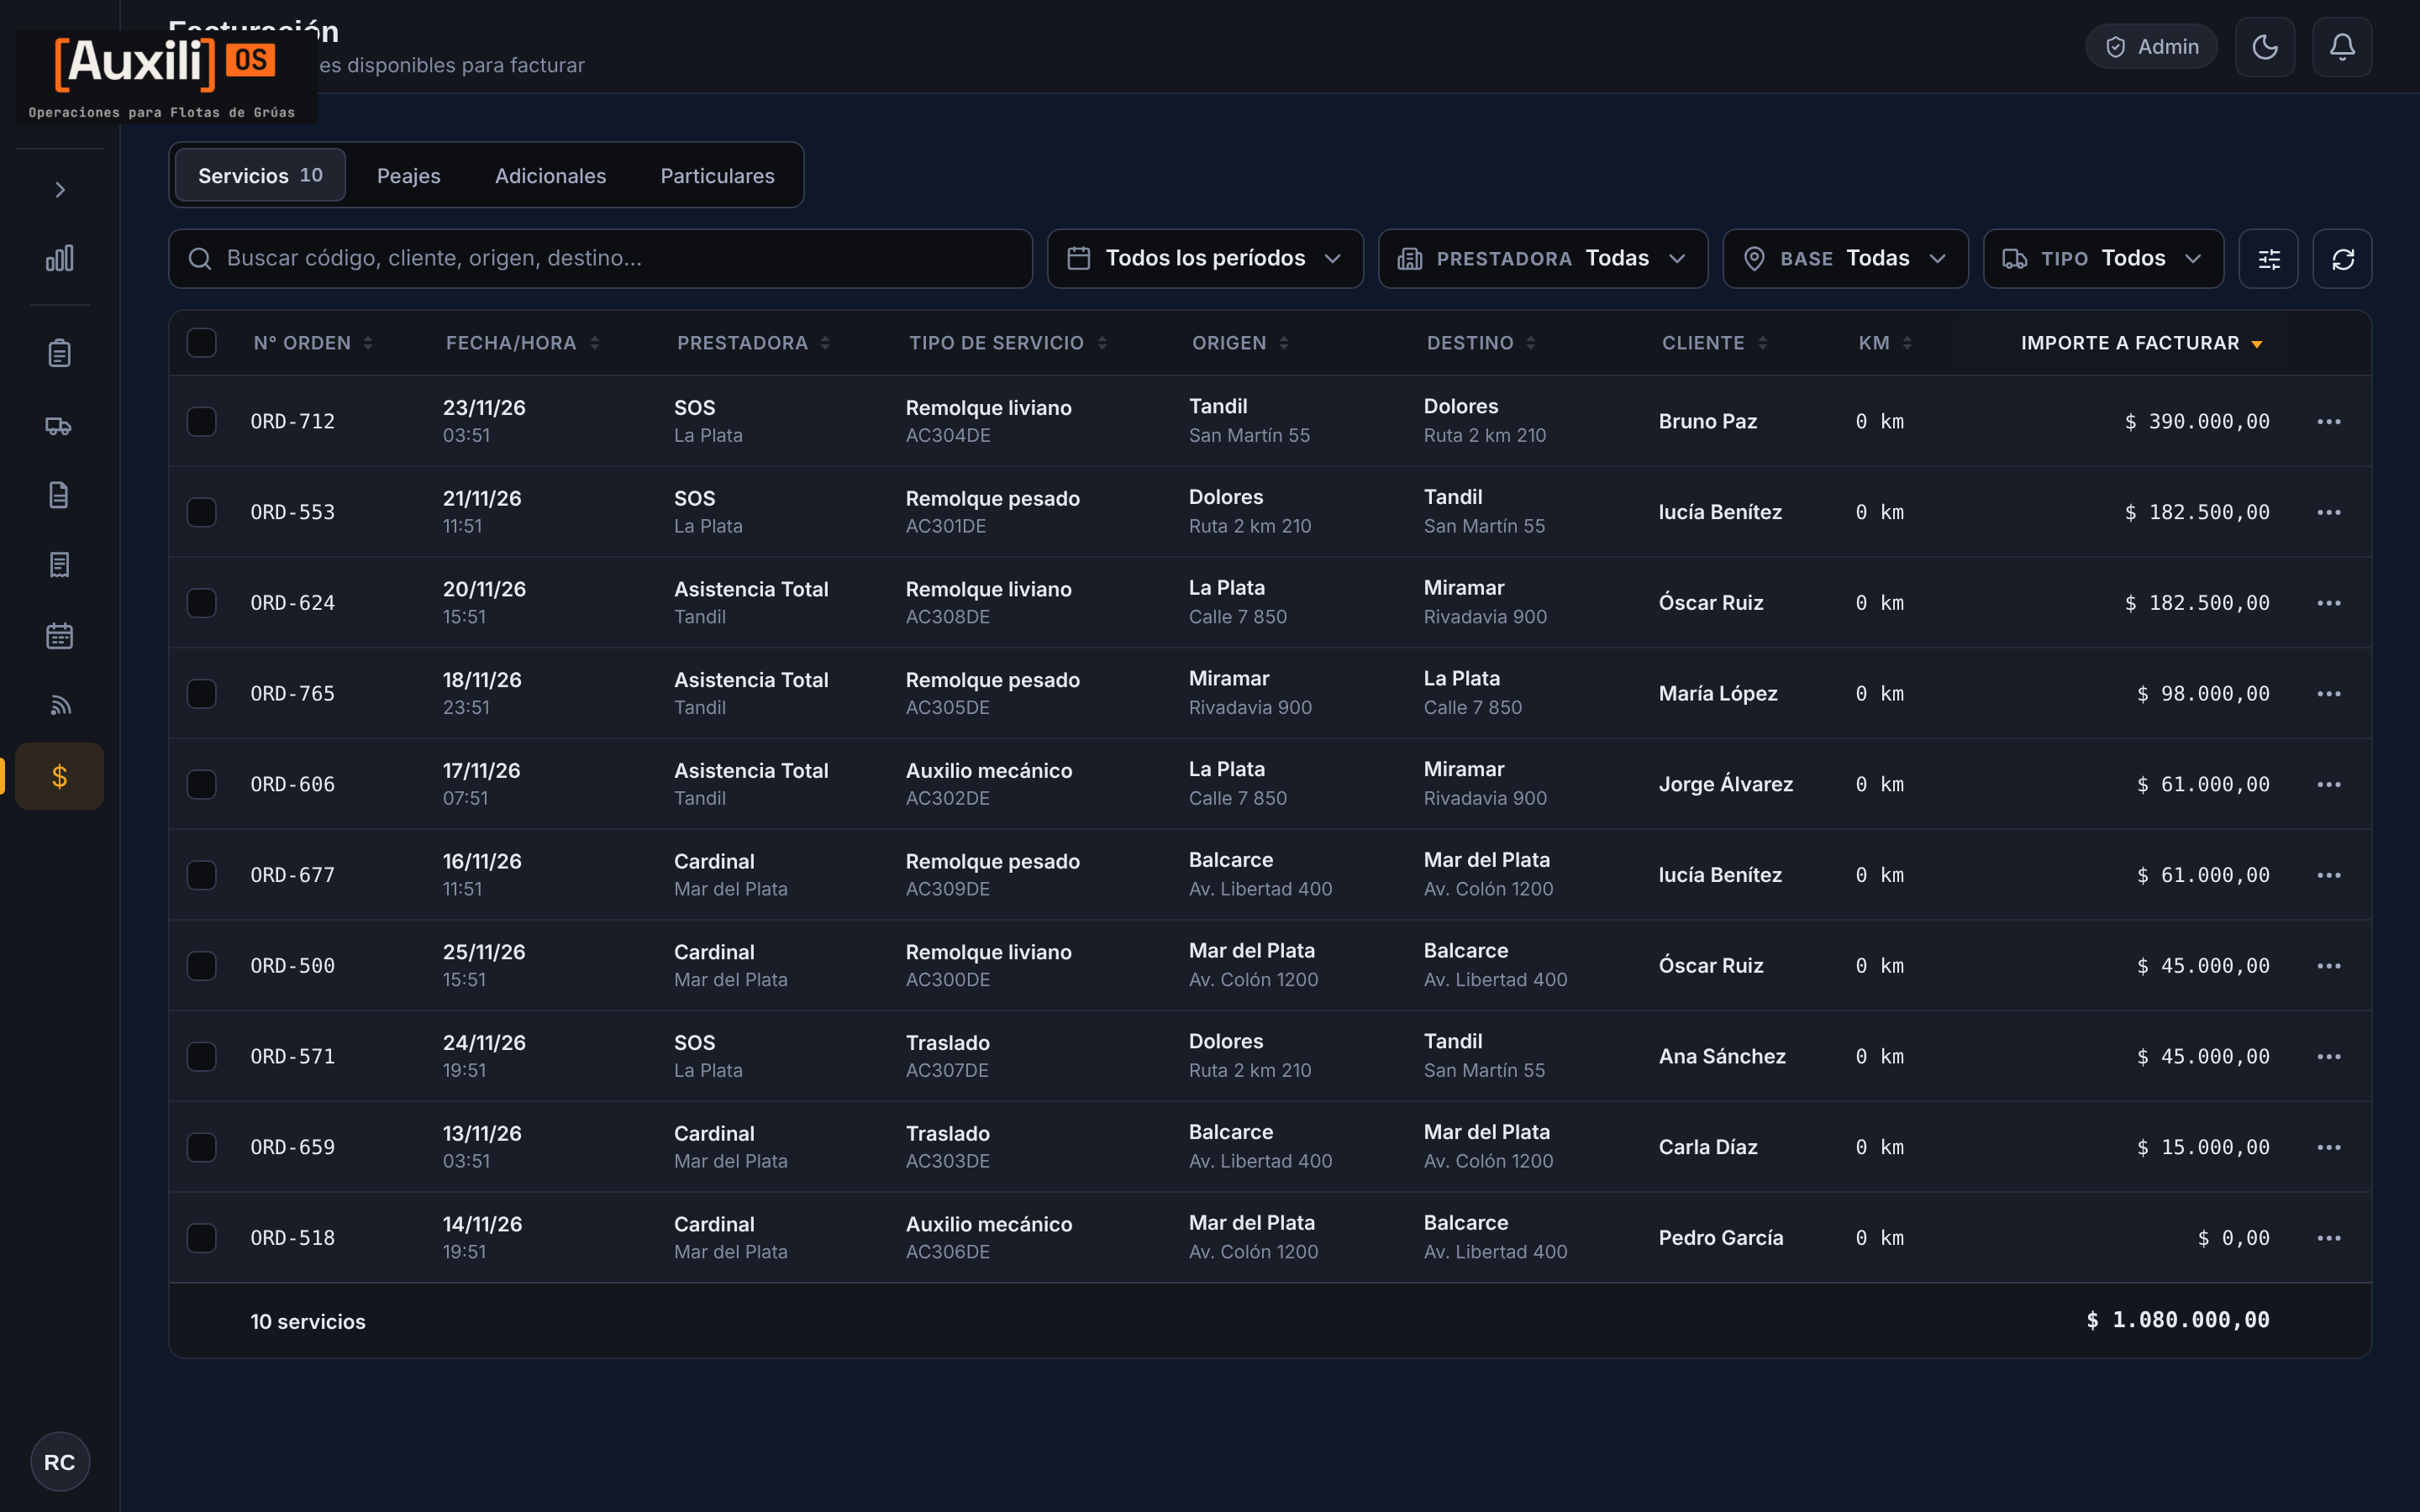 [Auxili] OS
Operaciones para Flotas de Grúas
es disponibles para facturar
Admin
Servicios 10 Peajes Adicionales Particulares
Buscar código, cliente, origen, destino... Todos los períodos PRESTADORA Todas BASE Todas TIPO Todos
N° ORDEN FECHA/HORA PRESTADORA TIPO DE SERVICIO ORIGEN DESTINO CLIENTE KM IMPORTE A FACTURAR
ORD-712 23/11/26 SOS Remolque liviano Tandil Dolores Bruno Paz 0 km $ 390.000,00
03:51 La Plata AC304DE San Martín 55 Ruta 2 km 210
ORD-553 21/11/26 SOS Remolque pesado Dolores Tandil lucía Benítez 0 km $ 182.500,00
11:51 La Plata AC301DE Ruta 2 km 210 San Martín 55
ORD-624 20/11/26 Asistencia Total Remolque liviano La Plata Miramar Óscar Ruiz 0 km $ 182.500,00
15:51 Tandil AC308DE Calle 7 850 Rivadavia 900
ORD-765 18/11/26 Asistencia Total Remolque pesado Miramar La Plata María López 0 km $ 98.000,00
23:51 Tandil AC305DE Rivadavia 900 Calle 7 850
ORD-606 17/11/26 Asistencia Total Auxilio mecánico La Plata Miramar Jorge Álvarez 0 km $ 61.000,00
07:51 Tandil AC302DE Calle 7 850 Rivadavia 900
ORD-677 16/11/26 Cardinal Remolque pesado Balcarce Mar del Plata lucía Benítez 0 km $ 61.000,00
11:51 Mar del Plata AC309DE Av. Libertad 400 Av. Colón 1200
ORD-500 25/11/26 Cardinal Remolque liviano Mar del Plata Balcarce Óscar Ruiz 0 km $ 45.000,00
15:51 Mar del Plata AC300DE Av. Colón 1200 Av. Libertad 400
ORD-571 24/11/26 SOS Traslado Dolores Tandil Ana Sánchez 0 km $ 45.000,00
19:51 La Plata AC307DE Ruta 2 km 210 San Martín 55
ORD-659 13/11/26 Cardinal Traslado Balcarce Mar del Plata Carla Díaz 0 km $ 15.000,00
03:51 Mar del Plata AC303DE Av. Libertad 400 Av. Colón 1200
ORD-518 14/11/26 Cardinal Auxilio mecánico Mar del Plata Balcarce Pedro García 0 km $ 0,00
19:51 Mar del Plata AC306DE Av. Colón 1200 Av. Libertad 400
10 servicios $ 1.080.000,00
RC